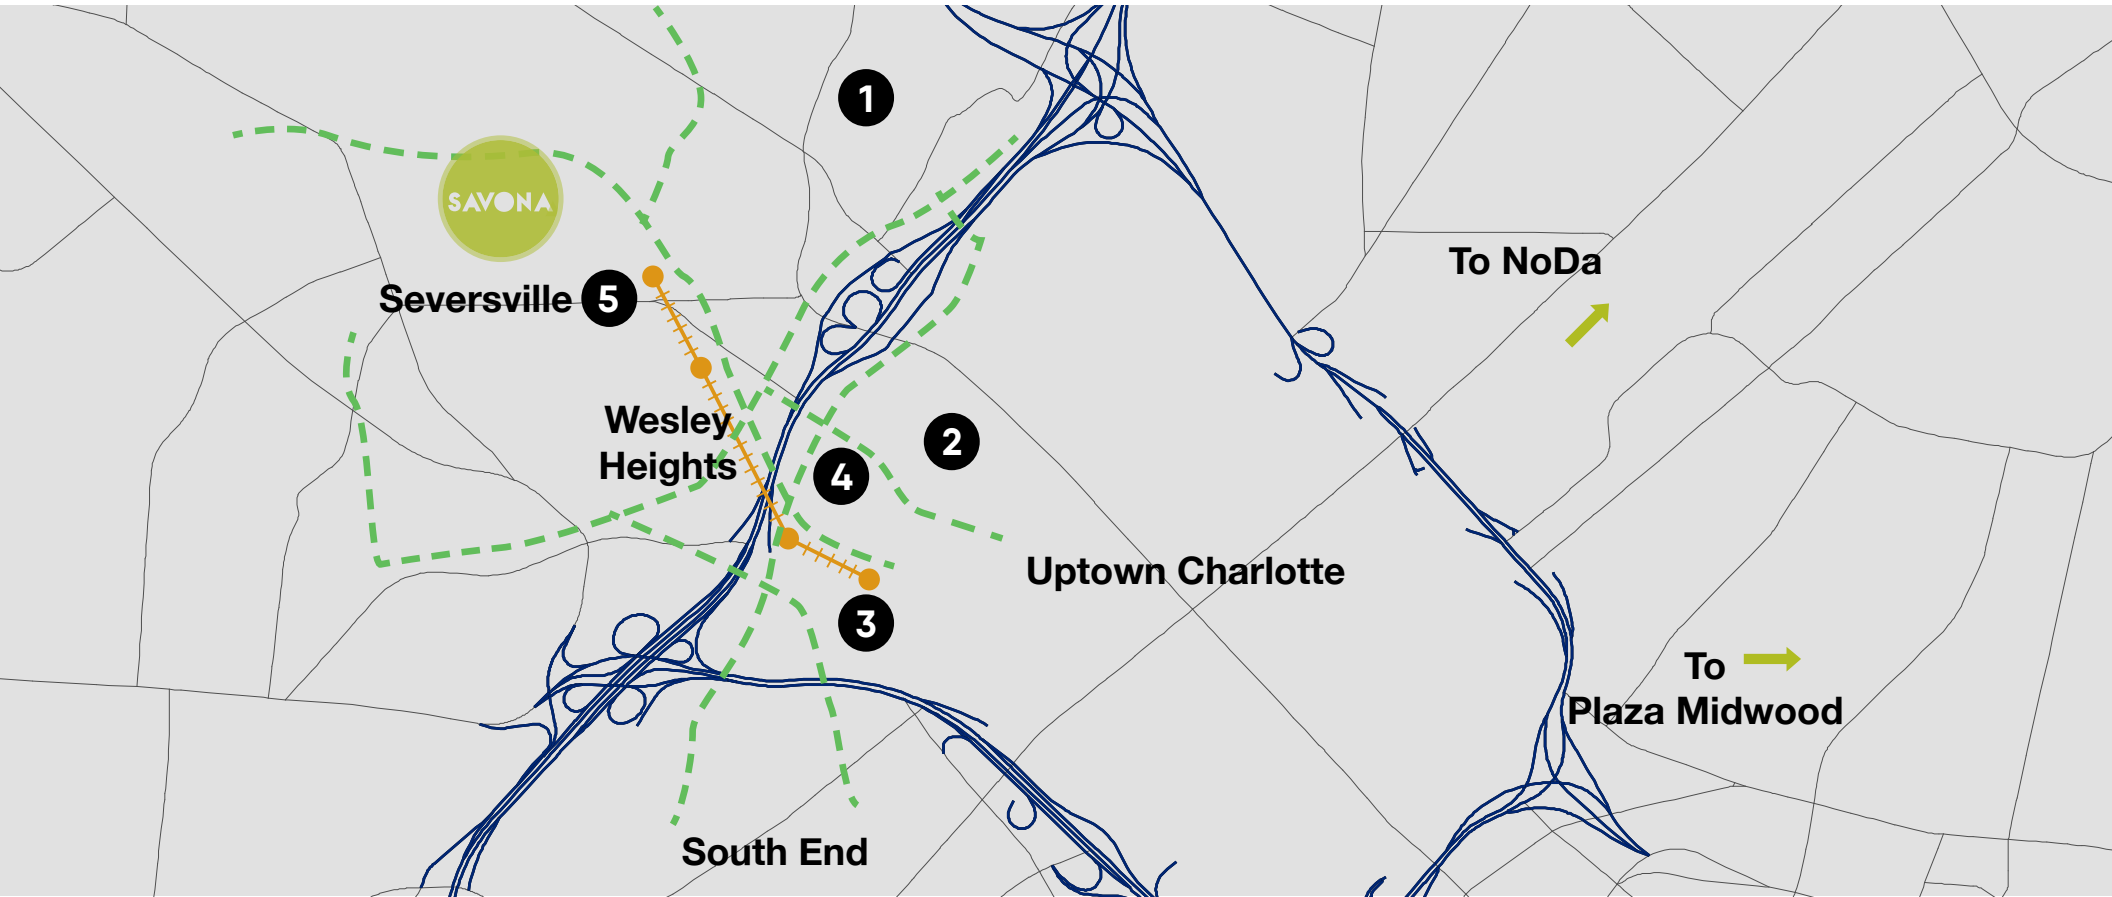 1
SAVONA
To NoDa
Seversville 5
Wesley
Heights
2
4
Uptown Charlotte
3
To
Plaza Midwood
South End